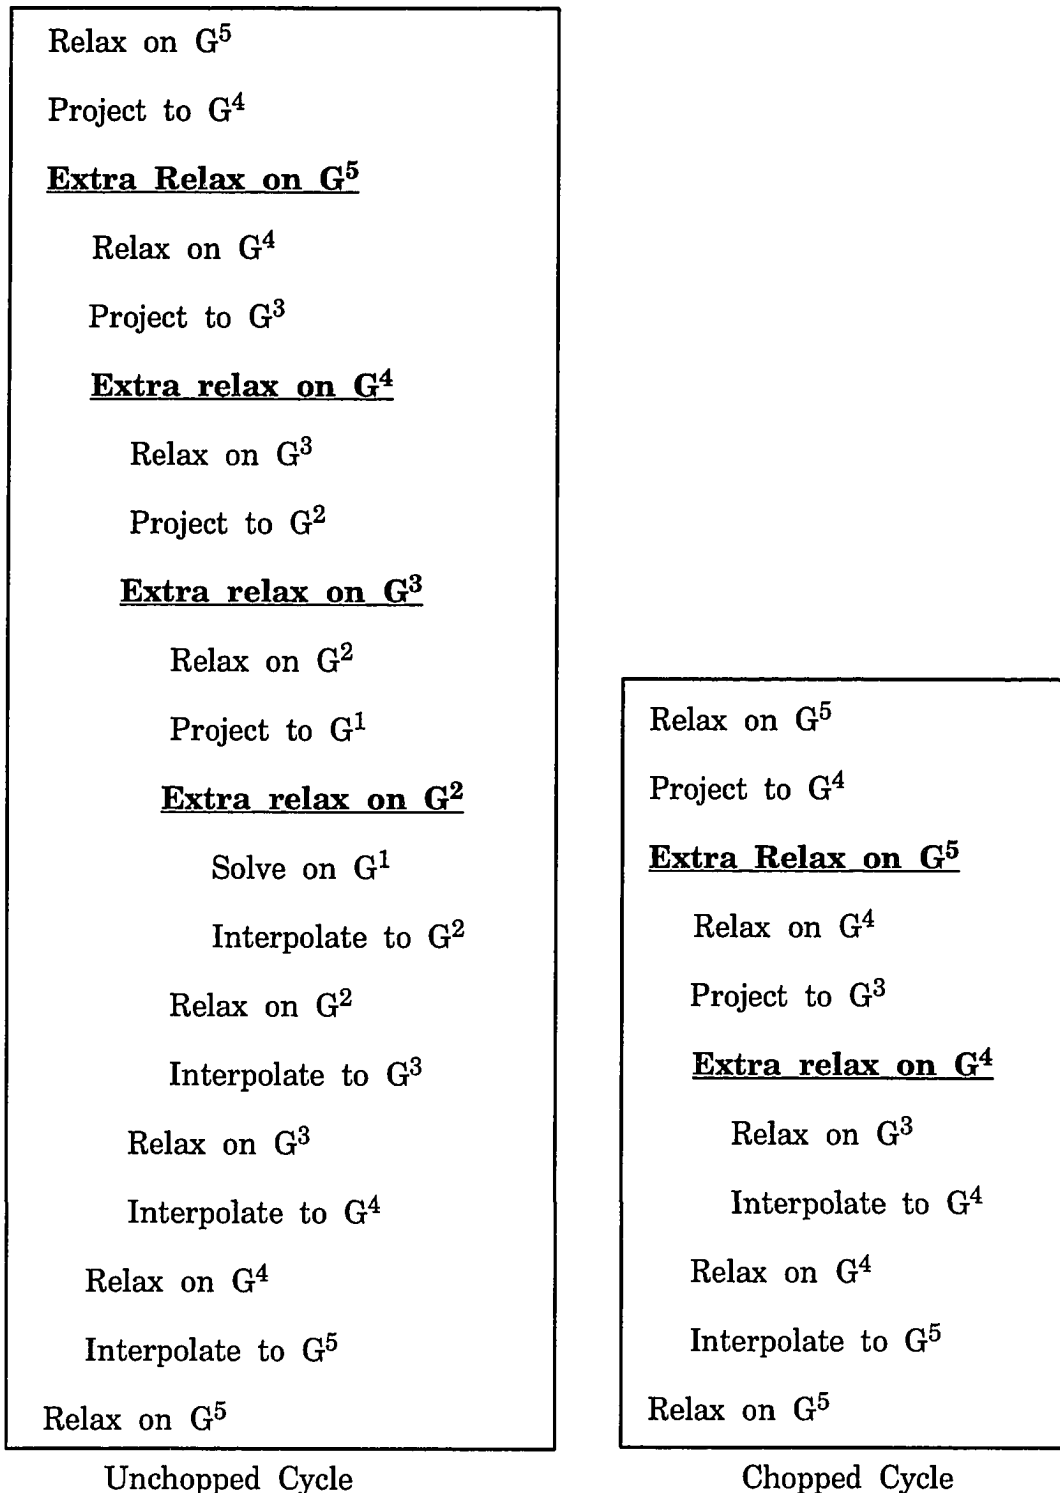 Relax on G⁵
Project to G⁴
Extra Relax on G⁵
Relax on G⁴
Project to G³
Extra relax on G⁴
Relax on G³
Project to G²
Extra relax on G³
Relax on G²
Project to G¹
Extra relax on G²
Solve on G¹
Interpolate to G²
Relax on G²
Interpolate to G³
Relax on G³
Interpolate to G⁴
Relax on G⁴
Interpolate to G⁵
Relax on G⁵
Unchopped Cycle
Relax on G⁵
Project to G⁴
Extra Relax on G⁵
Relax on G⁴
Project to G³
Extra relax on G⁴
Relax on G³
Interpolate to G⁴
Relax on G⁴
Interpolate to G⁵
Relax on G⁵
Chopped Cycle